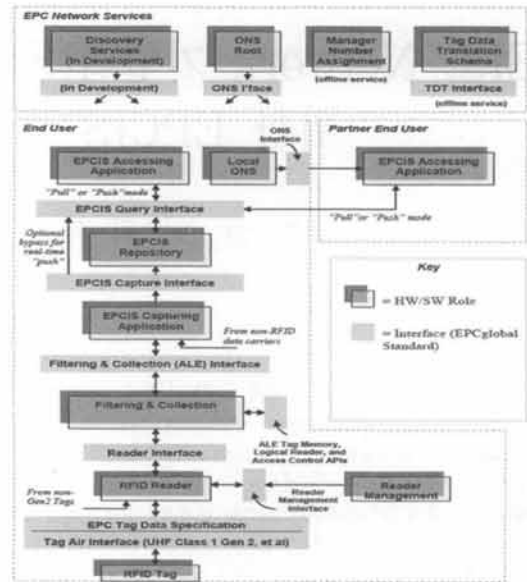 EPC Network Services
Discovery
Services
(In Development)
ONS
Root
Manager
Number
Assignment
Tag Data
Translation
Schema
(In Development)
ONS I'face
(offline service)
TDT Interface
(offline service)
End User
ONS
Interface
Partner End User
EPCIS Accessing
Application
Local
ONS
EPCIS Accessing
Application
"Pull" or "Push" mode
EPCIS Query Interface
"Pull" or "Push" mode
Optional
bypass for
real-time
"push"
EPCIS
Repository
EPCIS Capture Interface
EPCIS Capturing
Application
From non-RFID
data carriers
Filtering & Collection (ALE) Interface
Filtering & Collection
ALE Tag Memory,
Logical Reader, and
Access Control APIs
Reader Interface
RFID Reader
Reader
Management
Interface
Reader
Management
From non-
Gen2 Tags
EPC Tag Data Specification
Tag Air Interface (UHF Class 1 Gen 2, et al)
RFID Tag
Key
= HW/SW Role
= Interface (EPCglobal
Standard)